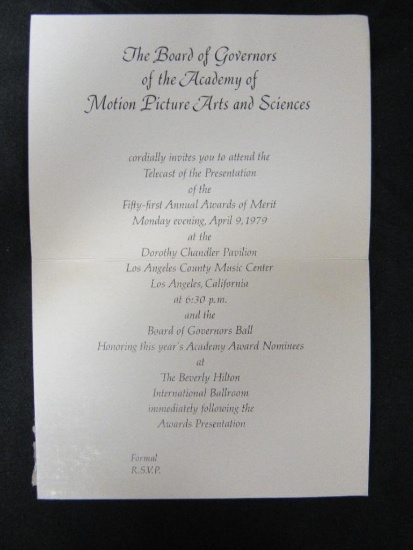 The Board of Governors
of the Academy of
Motion Picture Arts and Sciences
cordially invites you to attend the
Telecast of the Presentation
of the
Fifty-first Annual Awards of Merit
Monday evening, April 9, 1979
at the
Dorothy Chandler Pavilion
Los Angeles County Music Center
Los Angeles, California
at 6:30 p.m.
and the
Board of Governors Ball
Honoring this year's Academy Award Nominees
at
The Beverly Hilton
International Ballroom
immediately following the
Awards Presentation
Formal
R.S.V.P.